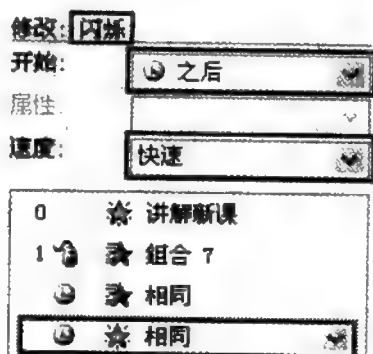 修改：闪烁
开始： 之后
属性
速度： 快速
0 讲解新课
1 组合 7
相同
相同